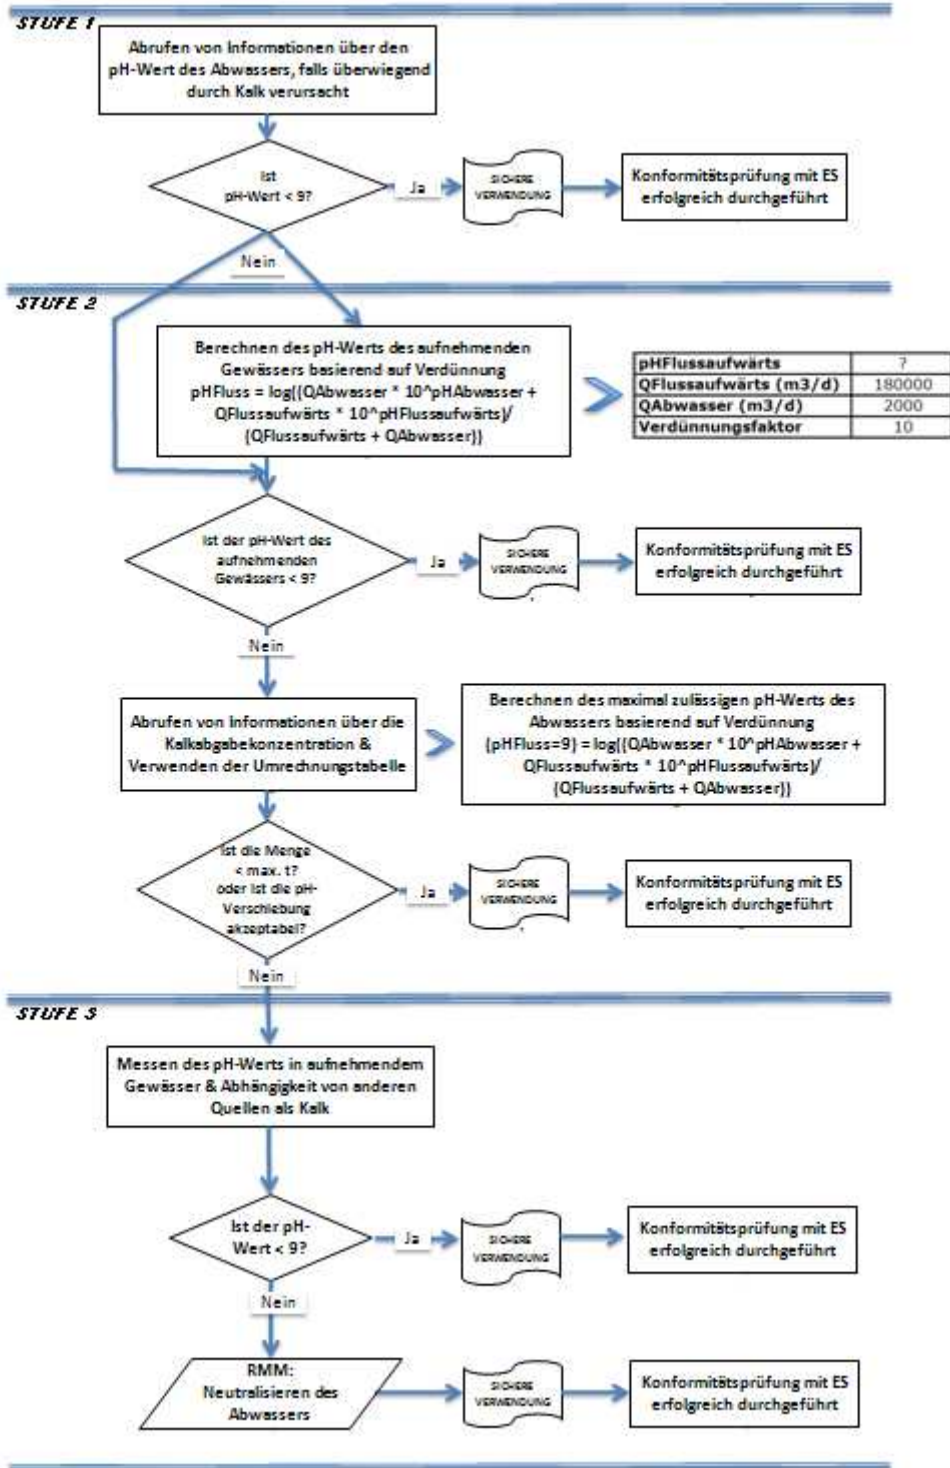 STUFE 1
Abrufen von Informationen über den
pH-Wert des Abwassers, falls überwiegend
durch Kalk verursacht
Ist
pH-Wert < 9?
Ja
SICHERE
VERWENDUNG
Konformitätsprüfung mit ES
erfolgreich durchgeführt
Nein
STUFE 2
Berechnen des pH-Werts des aufnehmenden
Gewässers basierend auf Verdünnung
pHFluss = log((QAbwasser * 10^pHAbwasser +
QFlussaufwärts * 10^pHFlussaufwärts)/
(QFlussaufwärts + QAbwasser))
pHFlussaufwärts ?
QFlussaufwärts (m3/d) 180000
QAbwasser (m3/d) 2000
Verdünnungsfaktor 10
Ist der pH-Wert des
aufnehmenden
Gewässers < 9?
Ja
SICHERE
VERWENDUNG
Konformitätsprüfung mit ES
erfolgreich durchgeführt
Nein
Abrufen von Informationen über die
Kalkabgabekonzentration &
Verwenden der Umrechnungstabelle
Berechnen des maximal zulässigen pH-Werts des
Abwassers basierend auf Verdünnung
(pHFluss=9) = log((QAbwasser * 10^pHAbwasser +
QFlussaufwärts * 10^pHFlussaufwärts)/
(QFlussaufwärts + QAbwasser))
Ist die Menge
< max. t?
oder ist die pH-
Verschiebung
akzeptabel?
Ja
SICHERE
VERWENDUNG
Konformitätsprüfung mit ES
erfolgreich durchgeführt
Nein
STUFE 3
Messen des pH-Werts in aufnehmendem
Gewässer & Abhängigkeit von anderen
Quellen als Kalk
Ist der pH-
Wert < 9?
Ja
SICHERE
VERWENDUNG
Konformitätsprüfung mit ES
erfolgreich durchgeführt
Nein
RMM:
Neutralisieren des
Abwassers
SICHERE
VERWENDUNG
Konformitätsprüfung mit ES
erfolgreich durchgeführt